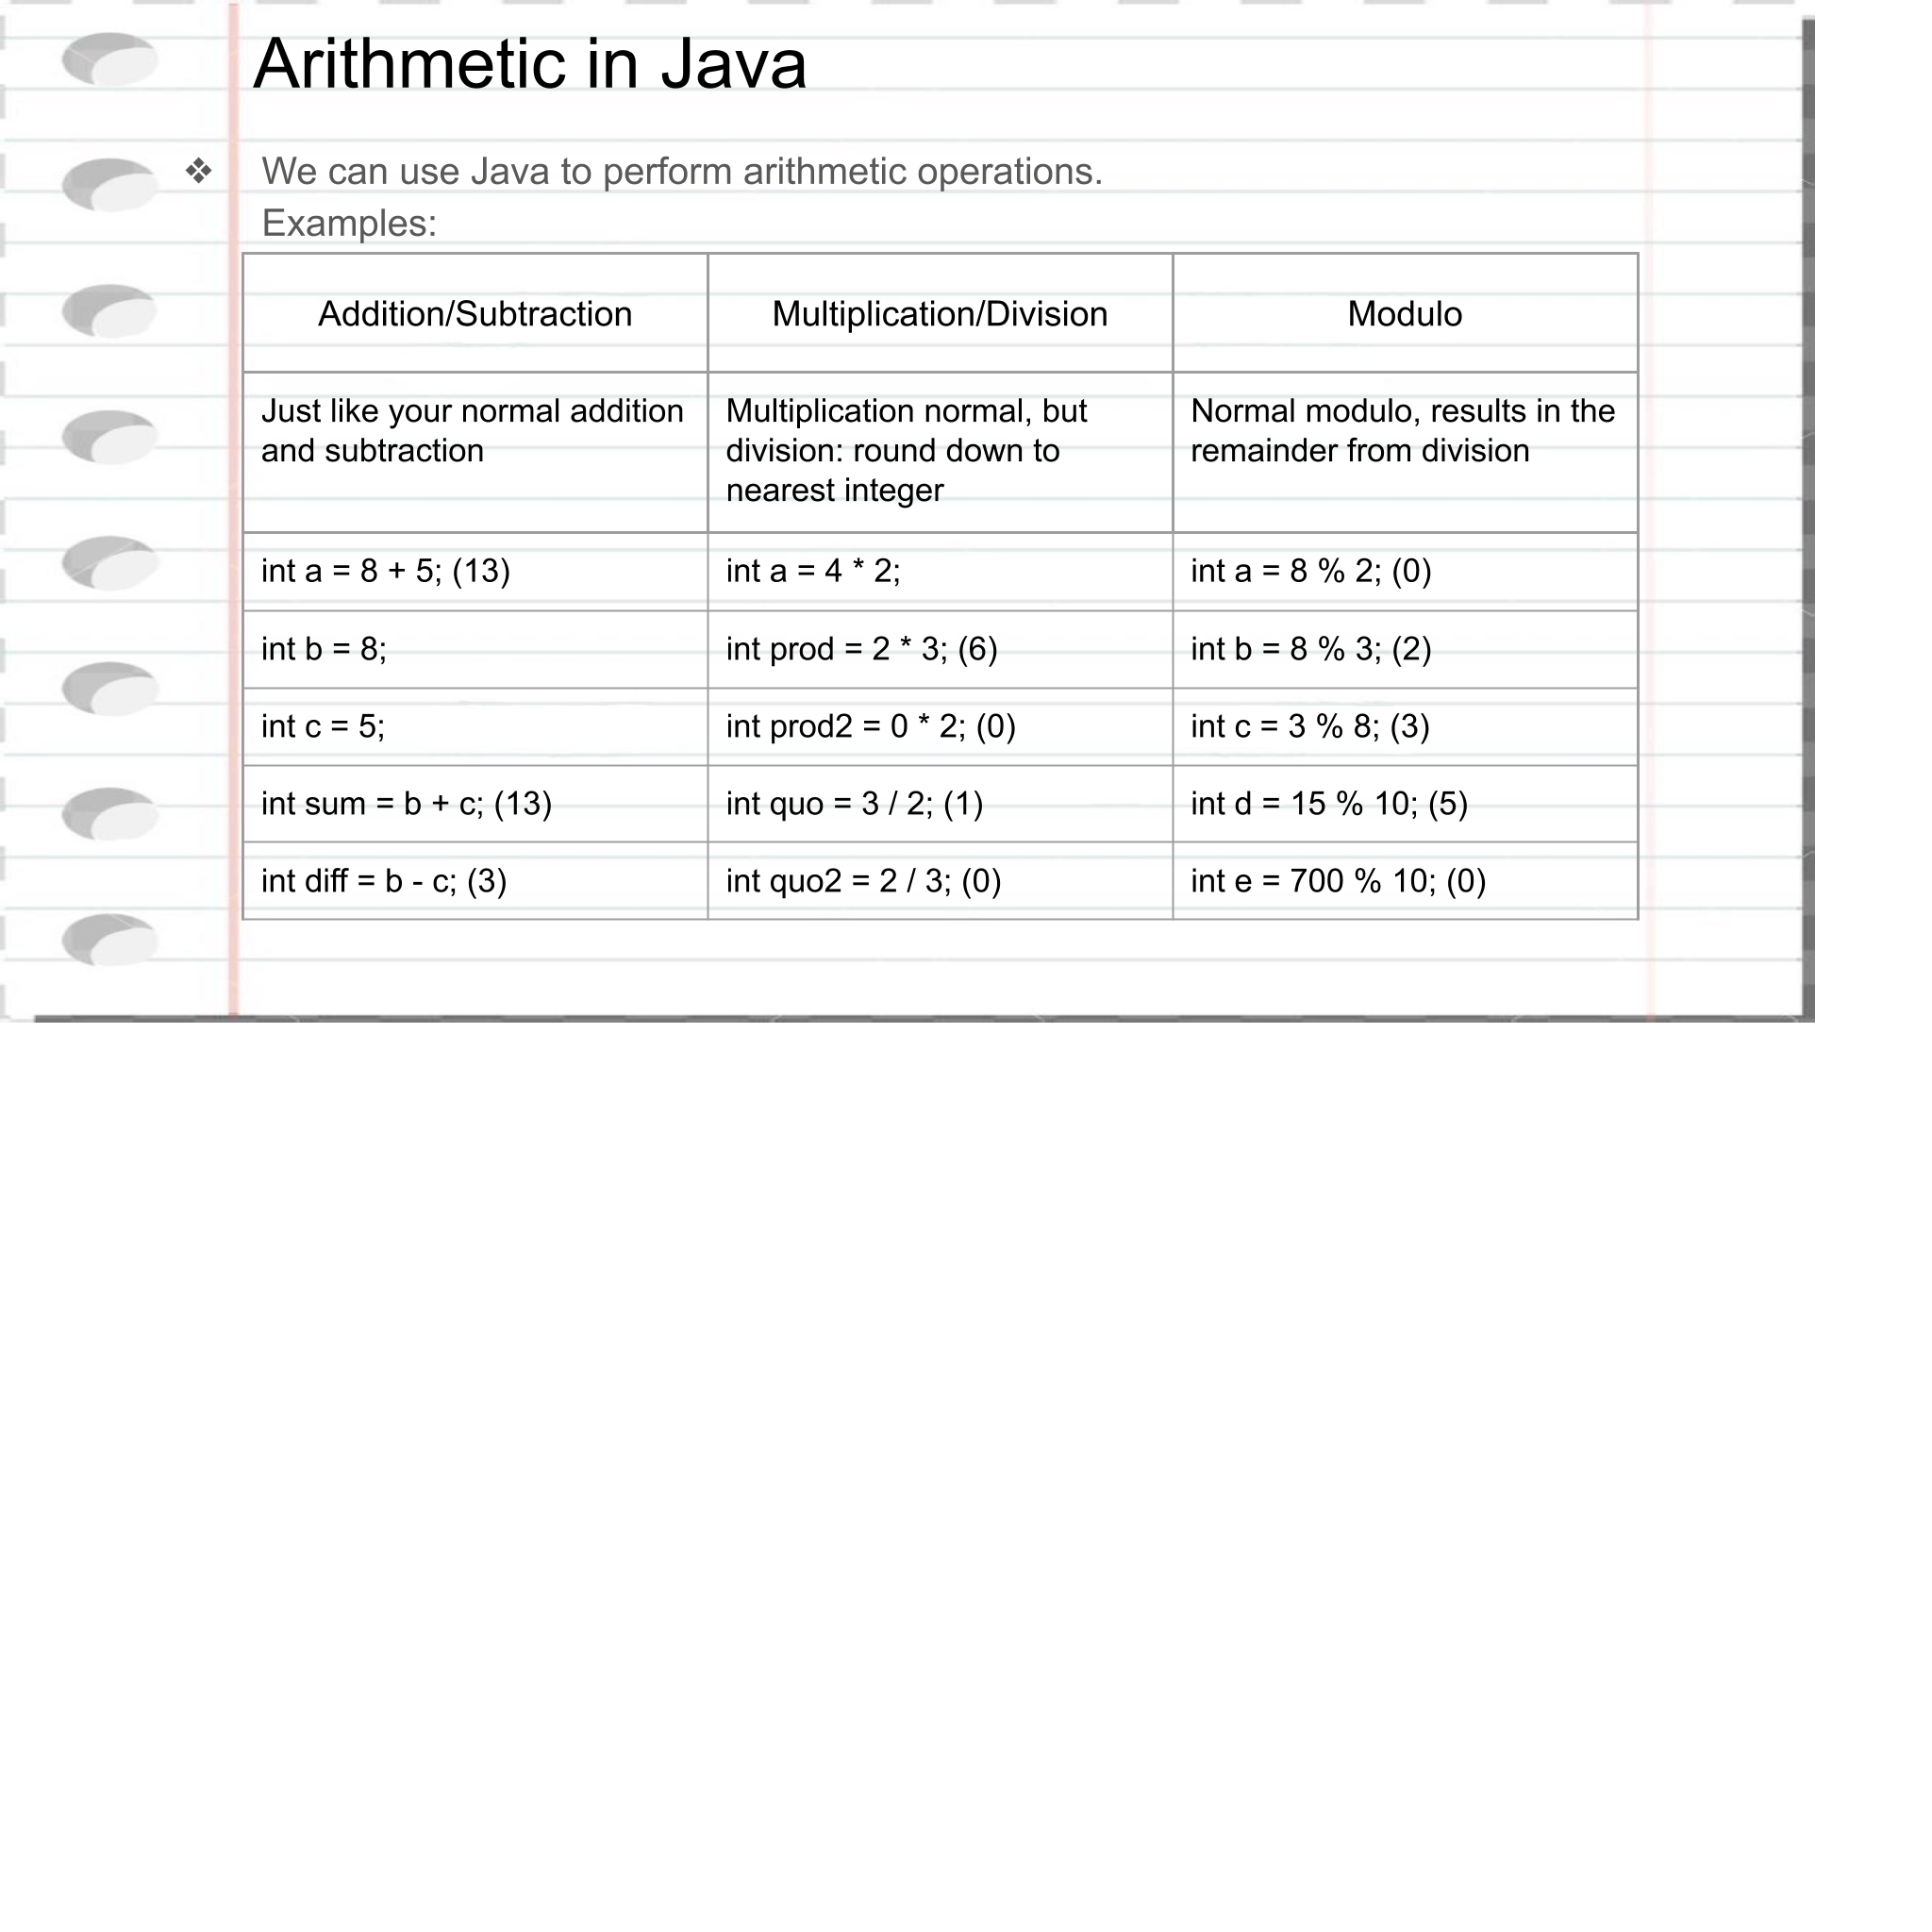 Arithmetic in Java
❖ We can use Java to perform arithmetic operations.
Examples:
Addition/Subtraction Multiplication/Division Modulo
Just like your normal addition
and subtraction
Multiplication normal, but
division: round down to
nearest integer
Normal modulo, results in the
remainder from division
int a = 8 + 5; (13) int a = 4 * 2; int a = 8 % 2; (0)
int b = 8; int prod = 2 * 3; (6) int b = 8 % 3; (2)
int c = 5; int prod2 = 0 * 2; (0) int c = 3 % 8; (3)
int sum = b + c; (13) int quo = 3 / 2; (1) int d = 15 % 10; (5)
int diff = b - c; (3) int quo2 = 2 / 3; (0) int e = 700 % 10; (0)